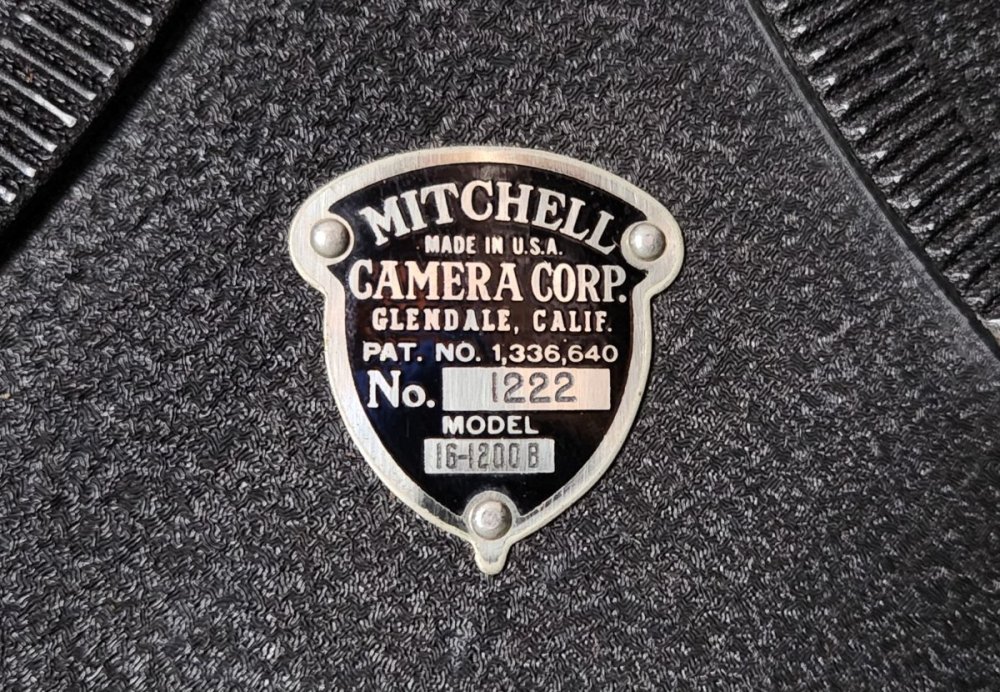 MITCHELL
MADE IN U.S.A.
CAMERA CORP.
GLENDALE, CALIF.
PAT. NO. 1,336,640
No. 1222
MODEL
16-1200 B